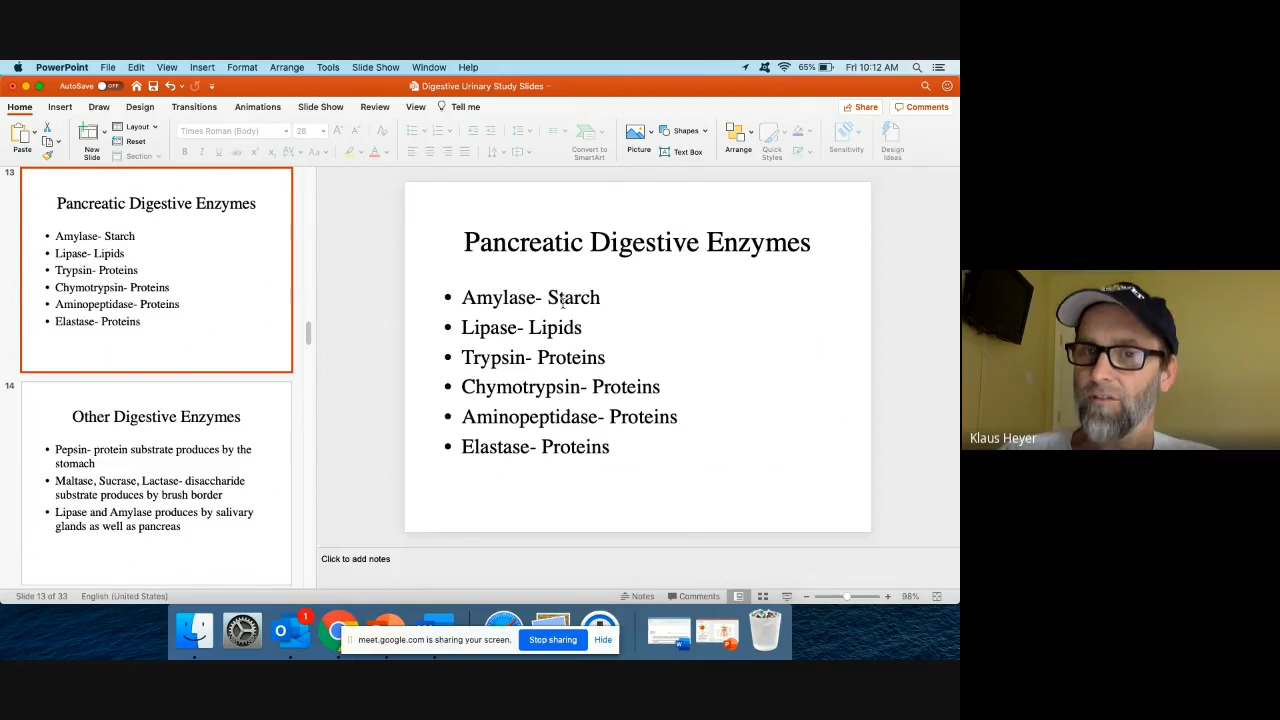 PowerPoint File Edit View Insert Format Arrange Tools Slide Show Window Help 65% Fri 10:12 AM
AutoSave OFF Digestive Urinary Study Slides
Home Insert Draw Design Transitions Animations Slide Show Review View Tell me Share Comments
Paste
New Slide
Layout
Reset
Section
Times Roman (Body) 28
Convert to SmartArt
Picture
Shapes
Text Box
Arrange
Quick Styles
Sensitivity
Design Ideas
13
Pancreatic Digestive Enzymes
• Amylase- Starch
• Lipase- Lipids
• Trypsin- Proteins
• Chymotrypsin- Proteins
• Aminopeptidase- Proteins
• Elastase- Proteins
14
Other Digestive Enzymes
• Pepsin- protein substrate produces by the
stomach
• Maltase, Sucrase, Lactase- disaccharide
substrate produces by brush border
• Lipase and Amylase produces by salivary
glands as well as pancreas
Pancreatic Digestive Enzymes
• Amylase- Starch
• Lipase- Lipids
• Trypsin- Proteins
• Chymotrypsin- Proteins
• Aminopeptidase- Proteins
• Elastase- Proteins
Click to add notes
Slide 13 of 33 English (United States) Notes Comments 98%
1
meet.google.com is sharing your screen. Stop sharing Hide
Klaus Heyer